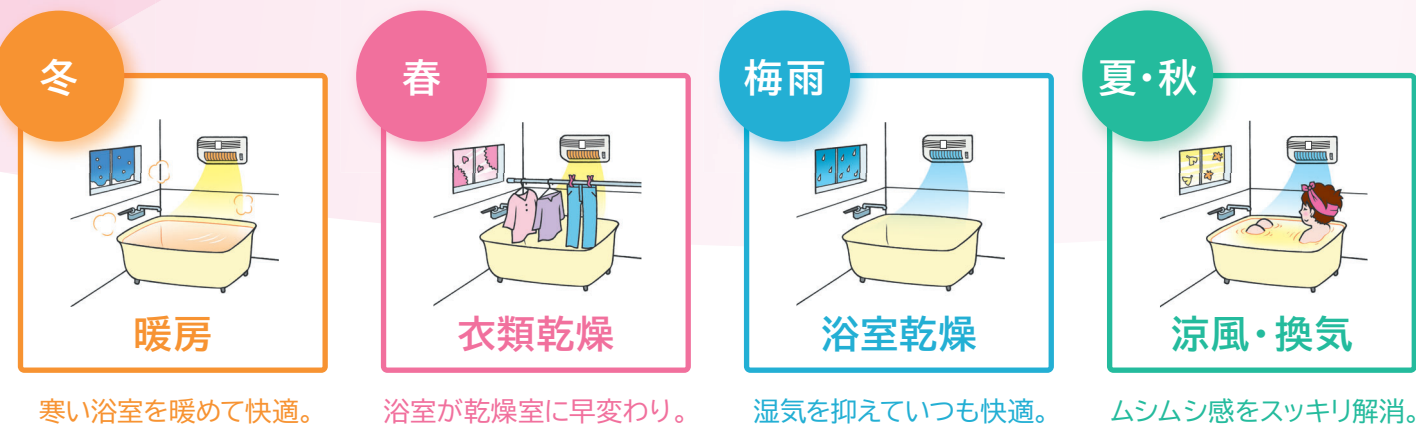 冬
暖房
寒い浴室を暖めて快適。
春
衣類乾燥
浴室が乾燥室に早変わり。
梅雨
浴室乾燥
湿気を抑えていつも快適。
夏・秋
涼風・換気
ムシムシ感をスッキリ解消。